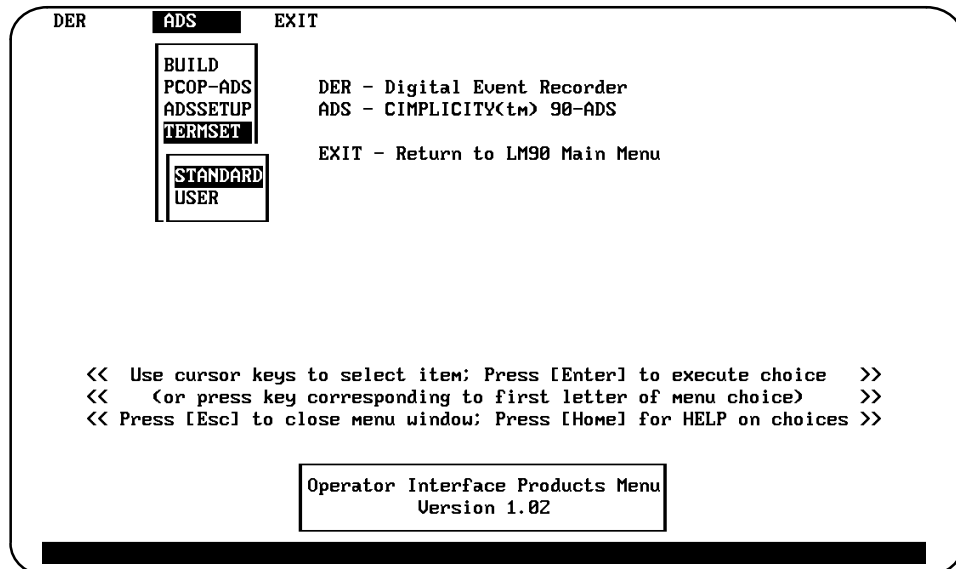 DER ADS EXIT
BUILD
PCOP-ADS DER - Digital Event Recorder
ADSSETUP ADS - CIMPLICITY(tm) 90-ADS
TERMSET
EXIT - Return to LM90 Main Menu
STANDARD
USER
<< Use cursor keys to select item; Press [Enter] to execute choice >>
<< (or press key corresponding to first letter of menu choice) >>
<< Press [Esc] to close menu window; Press [Home] for HELP on choices >>
Operator Interface Products Menu
Version 1.02